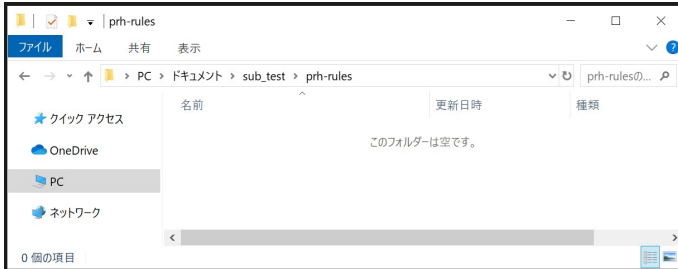 prh-rules
ファイル ホーム 共有 表示
PC › ドキュメント › sub_test › prh-rules prh-rulesの...
名前 更新日時 種類
クイック アクセス
このフォルダーは空です。
OneDrive
PC
ネットワーク
0 個の項目